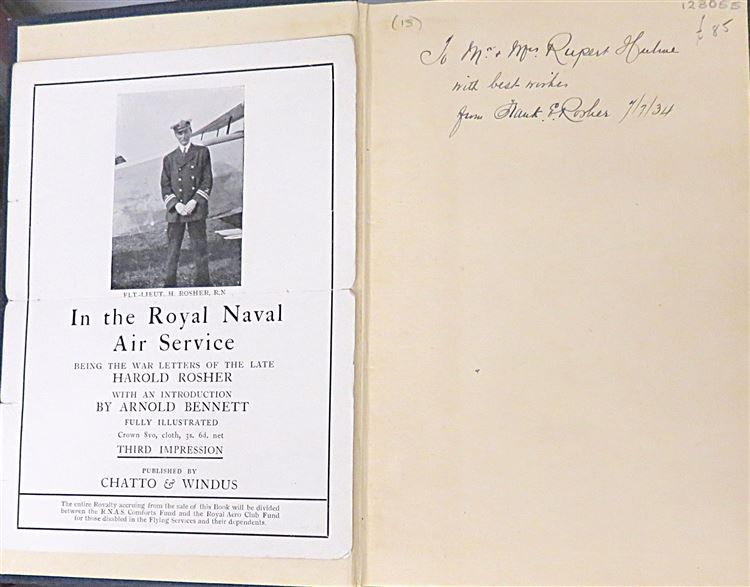 FLT.-LIEUT. H. ROSHER, R.N
In the Royal Naval
Air Service
BEING THE WAR LETTERS OF THE LATE
HAROLD ROSHER
WITH AN INTRODUCTION
BY ARNOLD BENNETT
FULLY ILLUSTRATED
Crown 8vo, cloth, 3s. 6d. net
THIRD IMPRESSION
PUBLISHED BY
CHATTO & WINDUS
The entire Royalty accruing from the sale of this Book will be divided
between the R.N.A.S. Comforts Fund and the Royal Aero Club Fund
for those disabled in the Flying Services and their dependents.
(15)
123055
£ 85
To Mr & Mrs Rupert Hulme
with best wishes
from Frank E. Rosher 7/7/34